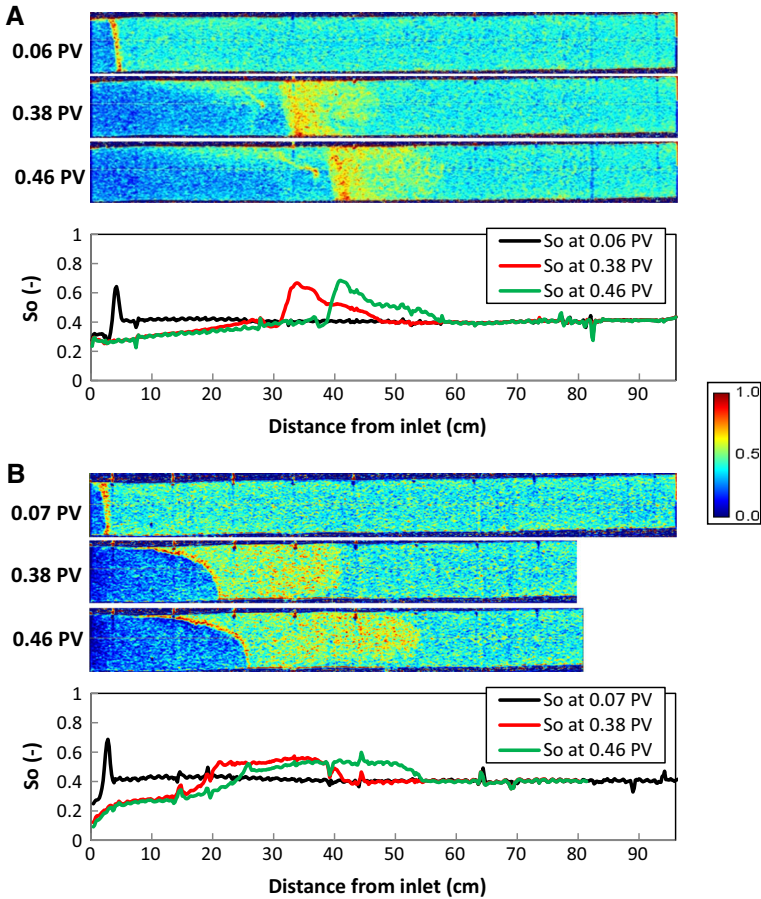 A
0.06 PV
0.38 PV
0.46 PV
1
0.8
0.6
0.4
0.2
0
So (-)
So at 0.06 PV
So at 0.38 PV
So at 0.46 PV
0 10 20 30 40 50 60 70 80 90
Distance from inlet (cm)
1.0
0.5
0.0
B
0.07 PV
0.38 PV
0.46 PV
1
0.8
0.6
0.4
0.2
0
So (-)
So at 0.07 PV
So at 0.38 PV
So at 0.46 PV
0 10 20 30 40 50 60 70 80 90
Distance from inlet (cm)